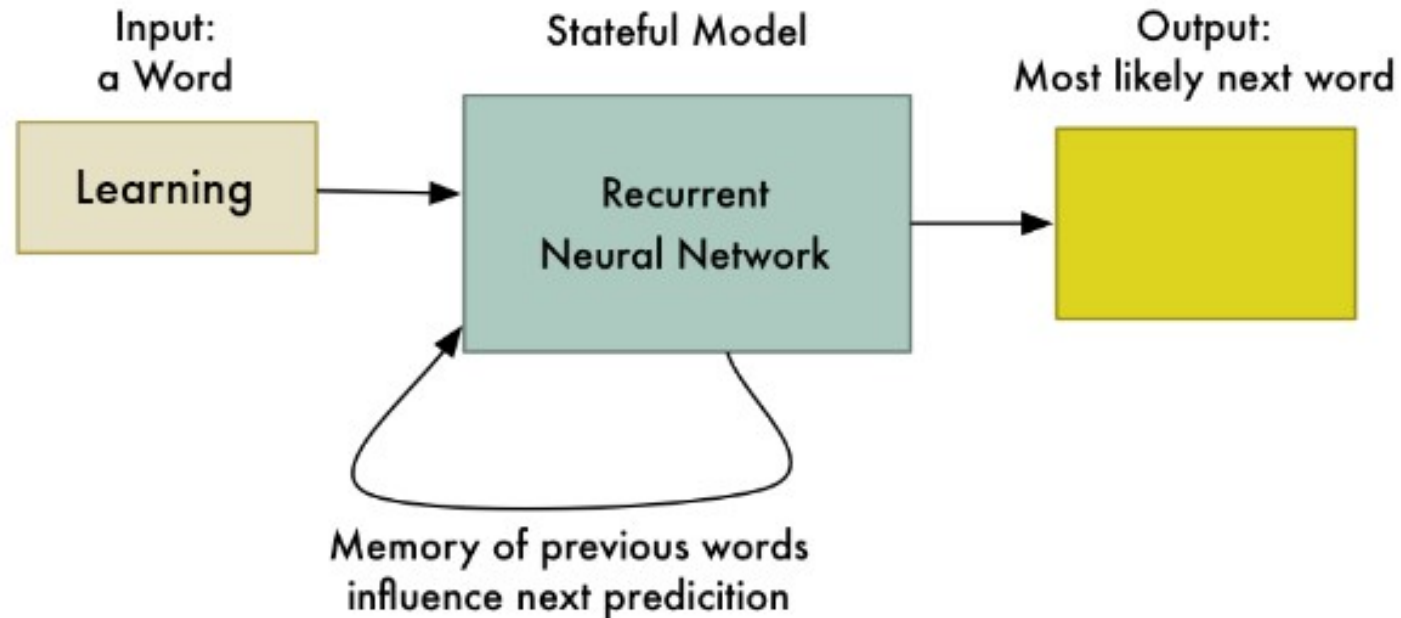 Input:
a Word
Stateful Model
Output:
Most likely next word
Learning
Recurrent
Neural Network
Memory of previous words
influence next predicition